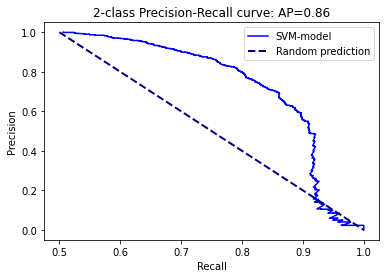 2-class Precision-Recall curve: AP=0.86
SVM-model
Random prediction
Precision
1.0
0.8
0.6
0.4
0.2
0.0
0.5 0.6 0.7 0.8 0.9 1.0
Recall